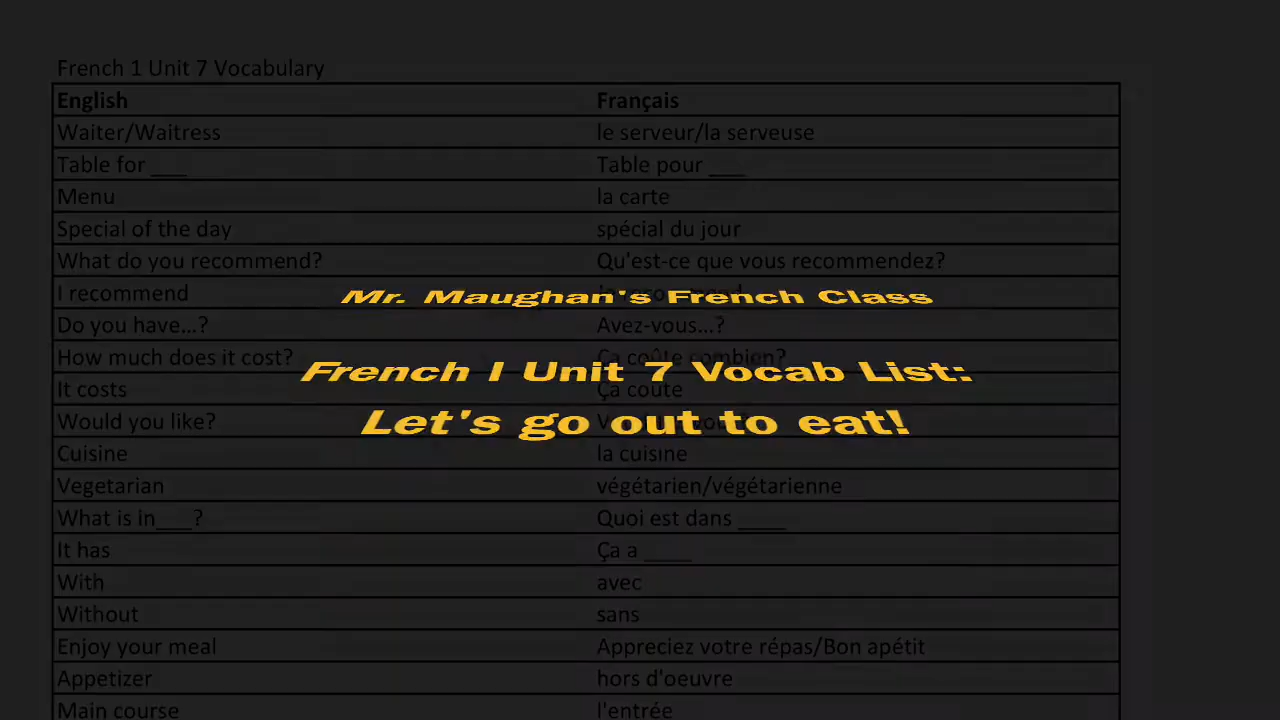 French 1 Unit 7 Vocabulary
English Français
Waiter/Waitress le serveur/la serveuse
Table for ___ Table pour ___
Menu la carte
Special of the day spécial du jour
What do you recommend? Qu'est-ce que vous recommendez?
I recommend
Mr. Maughan's French Class
Do you have...? Avez-vous...?
How much does it cost? Ça coûte combien?
French I Unit 7 Vocab List:
It costs Ça coûte
Would you like?
Let's go out to eat!
Cuisine la cuisine
Vegetarian végétarien/végétarienne
What is in___? Quoi est dans ____
It has Ça a ____
With avec
Without sans
Enjoy your meal Appreciez votre répas/Bon apétit
Appetizer hors d'oeuvre
Main course l'entrée